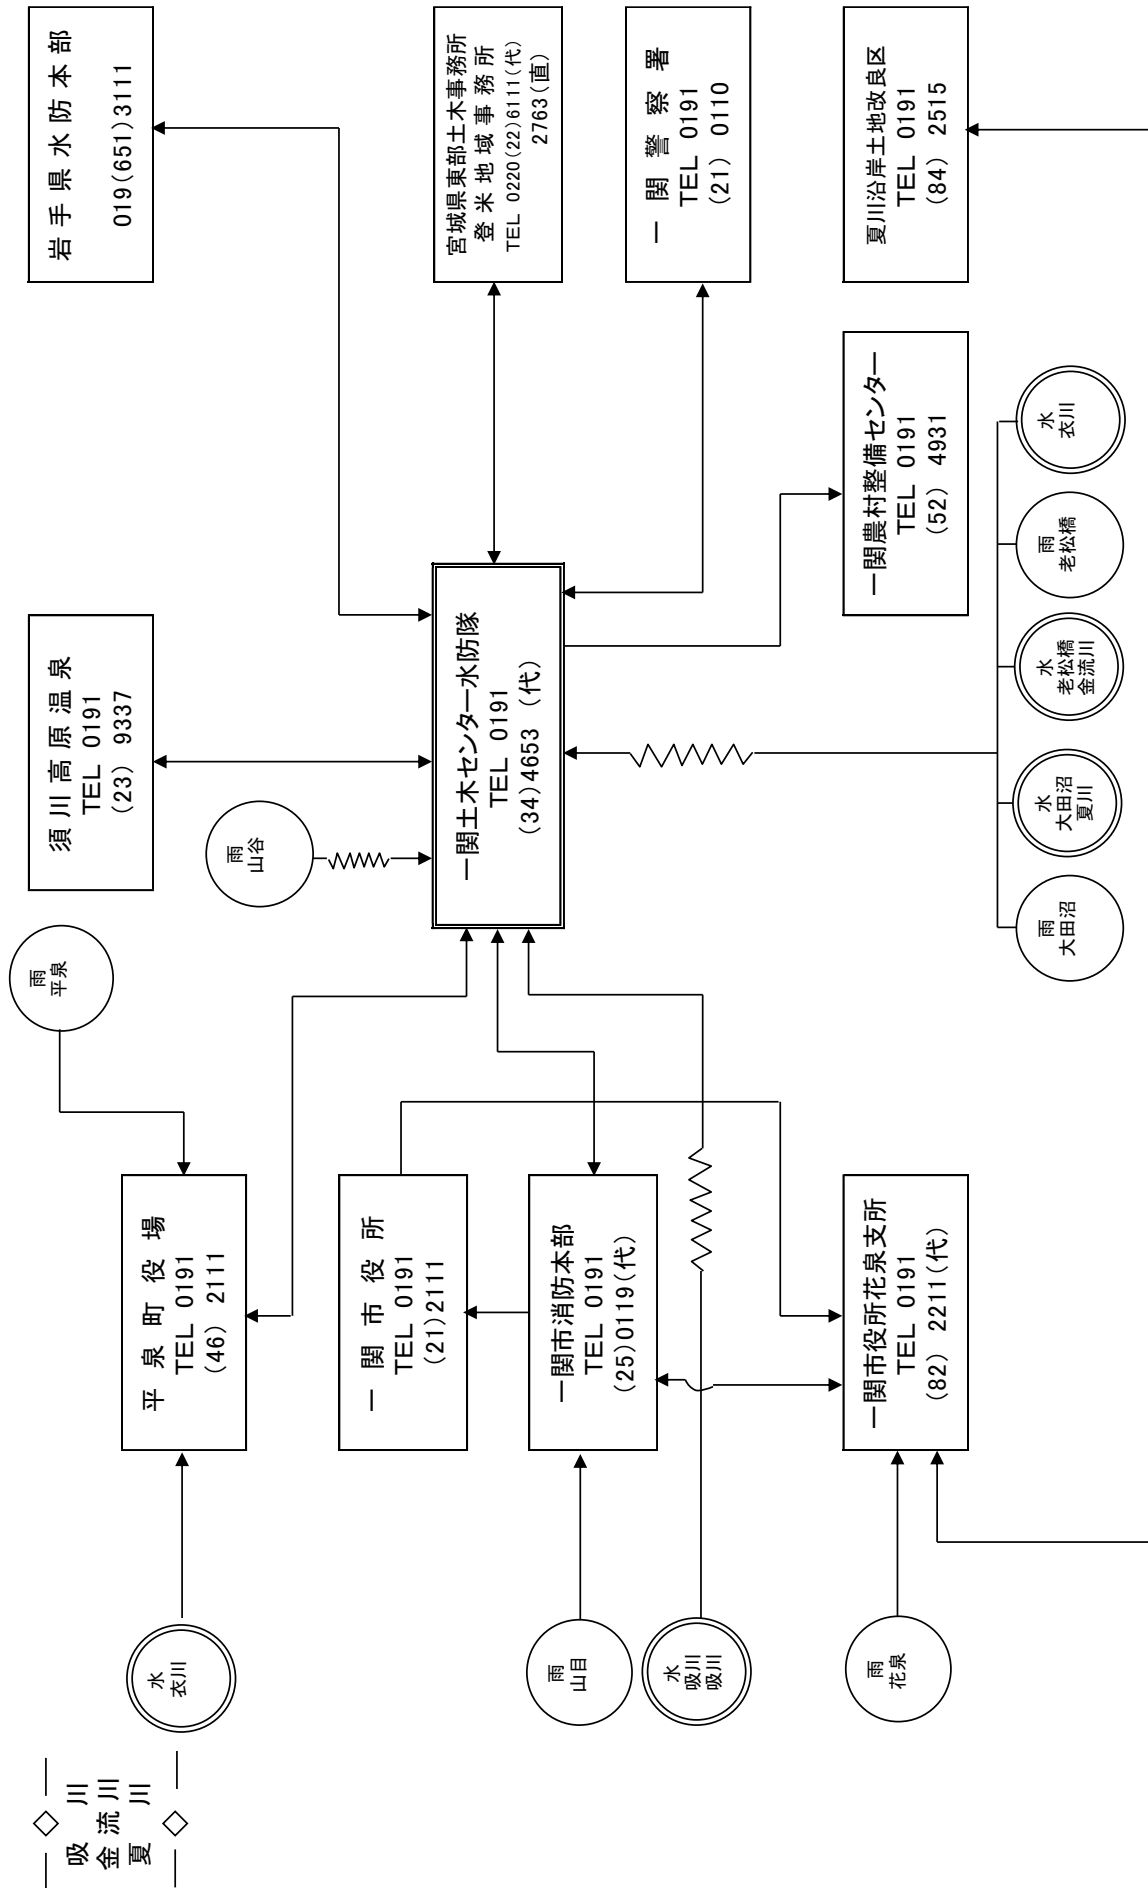 吸川
金流川
夏川
水
衣川
雨
平泉
平泉町役場
TEL 0191
(46) 2111
一関市役所
TEL 0191
(21)2111
雨
山目
一関市消防本部
TEL 0191
(25)0119(代)
水
吸川
吸川
雨
花泉
一関市役所花泉支所
TEL 0191
(82) 2211(代)
須川高原温泉
TEL 0191
(23) 9337
雨
山谷
一関土木センター水防隊
TEL 0191
(34)4653 (代)
雨
大田沼
水
大田沼
夏川
水
老松橋
金流川
雨
老松橋
水
衣川
岩手県水防本部
019(651)3111
宮城県東部土木事務所
登米地域事務所
TEL 0220(22)6111(代)
2763(直)
一関警察署
TEL 0191
(21) 0110
一関農村整備センター
TEL 0191
(52) 4931
夏川沿岸土地改良区
TEL 0191
(84) 2515